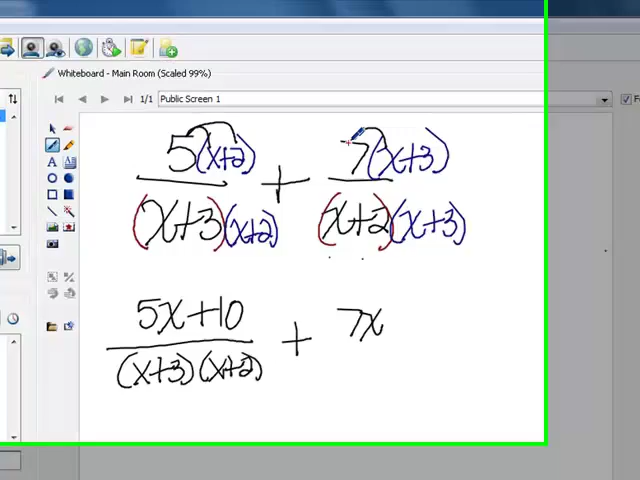 Whiteboard - Main Room (Scaled 99%)
1/1 Public Screen 1
5(x+2) + 7(x+3)
(x+3)(x+2) (x+2)(x+3)
5x+10 + 7x
(x+3)(x+2)